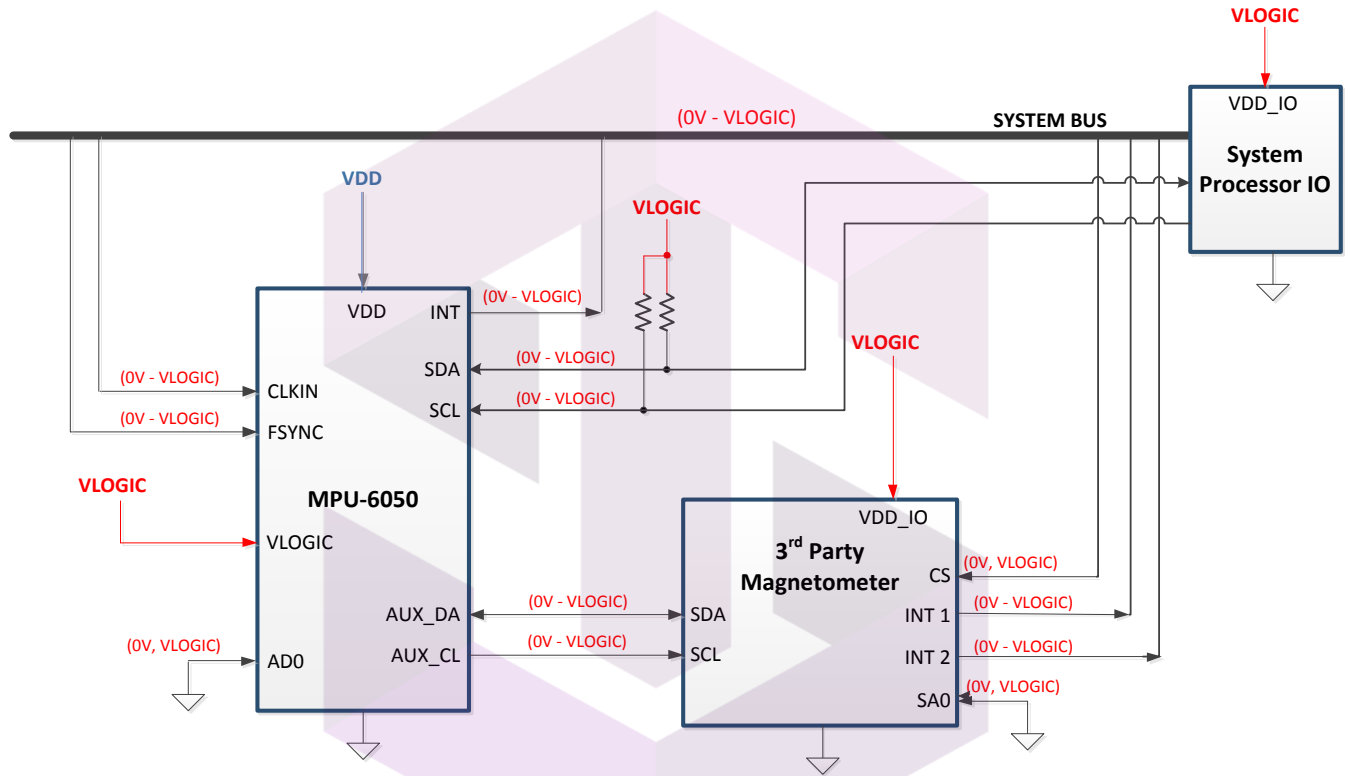 VLOGIC
VDD_IO
System
Processor IO
(0V - VLOGIC)
SYSTEM BUS
VDD
VLOGIC
VDD
INT
(0V - VLOGIC)
SDA
(0V - VLOGIC)
SCL
(0V - VLOGIC)
(0V - VLOGIC)
CLKIN
(0V - VLOGIC)
FSYNC
VLOGIC
VLOGIC
MPU-6050
(0V, VLOGIC)
AD0
AUX_DA
(0V - VLOGIC)
AUX_CL
(0V - VLOGIC)
VLOGIC
VDD_IO
3rd Party
Magnetometer
SDA
SCL
CS
(0V, VLOGIC)
INT 1
(0V - VLOGIC)
INT 2
(0V - VLOGIC)
SA0
(0V, VLOGIC)